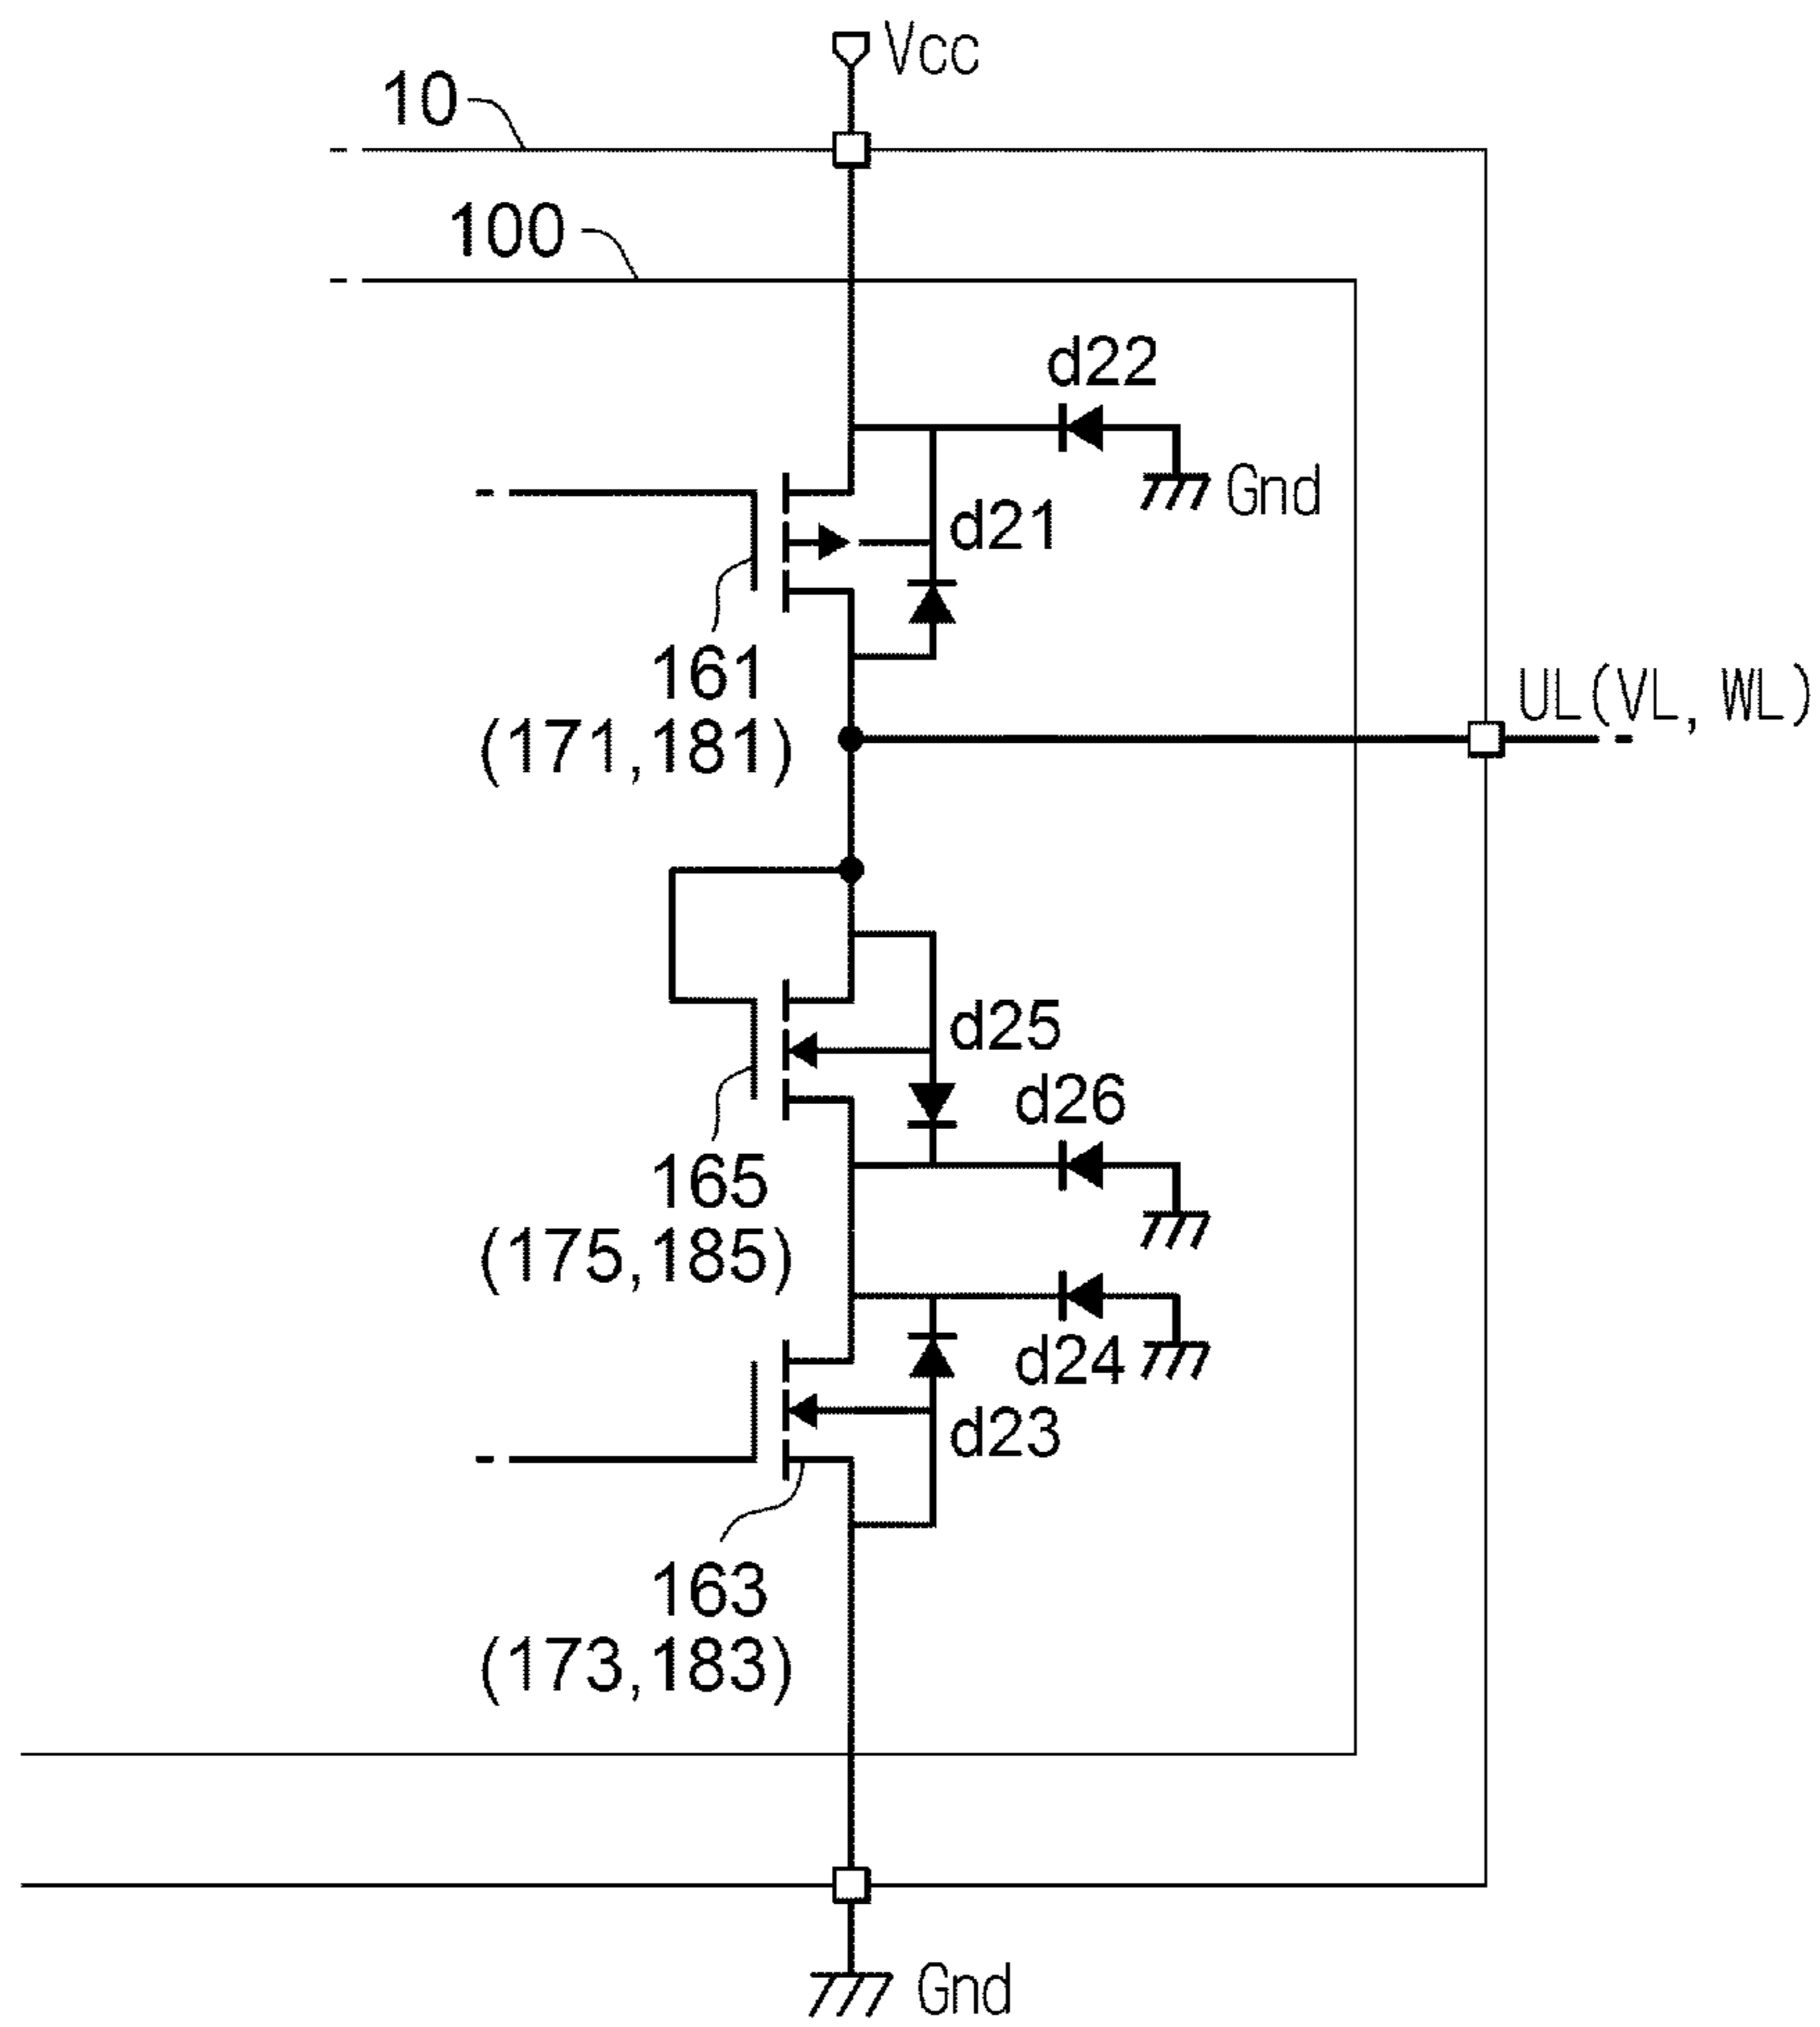 Vcc
10
100
d22
Gnd
d21
161
(171,181)
UL(VL, WL)
d25
d26
165
(175,185)
d24
d23
163
(173,183)
Gnd